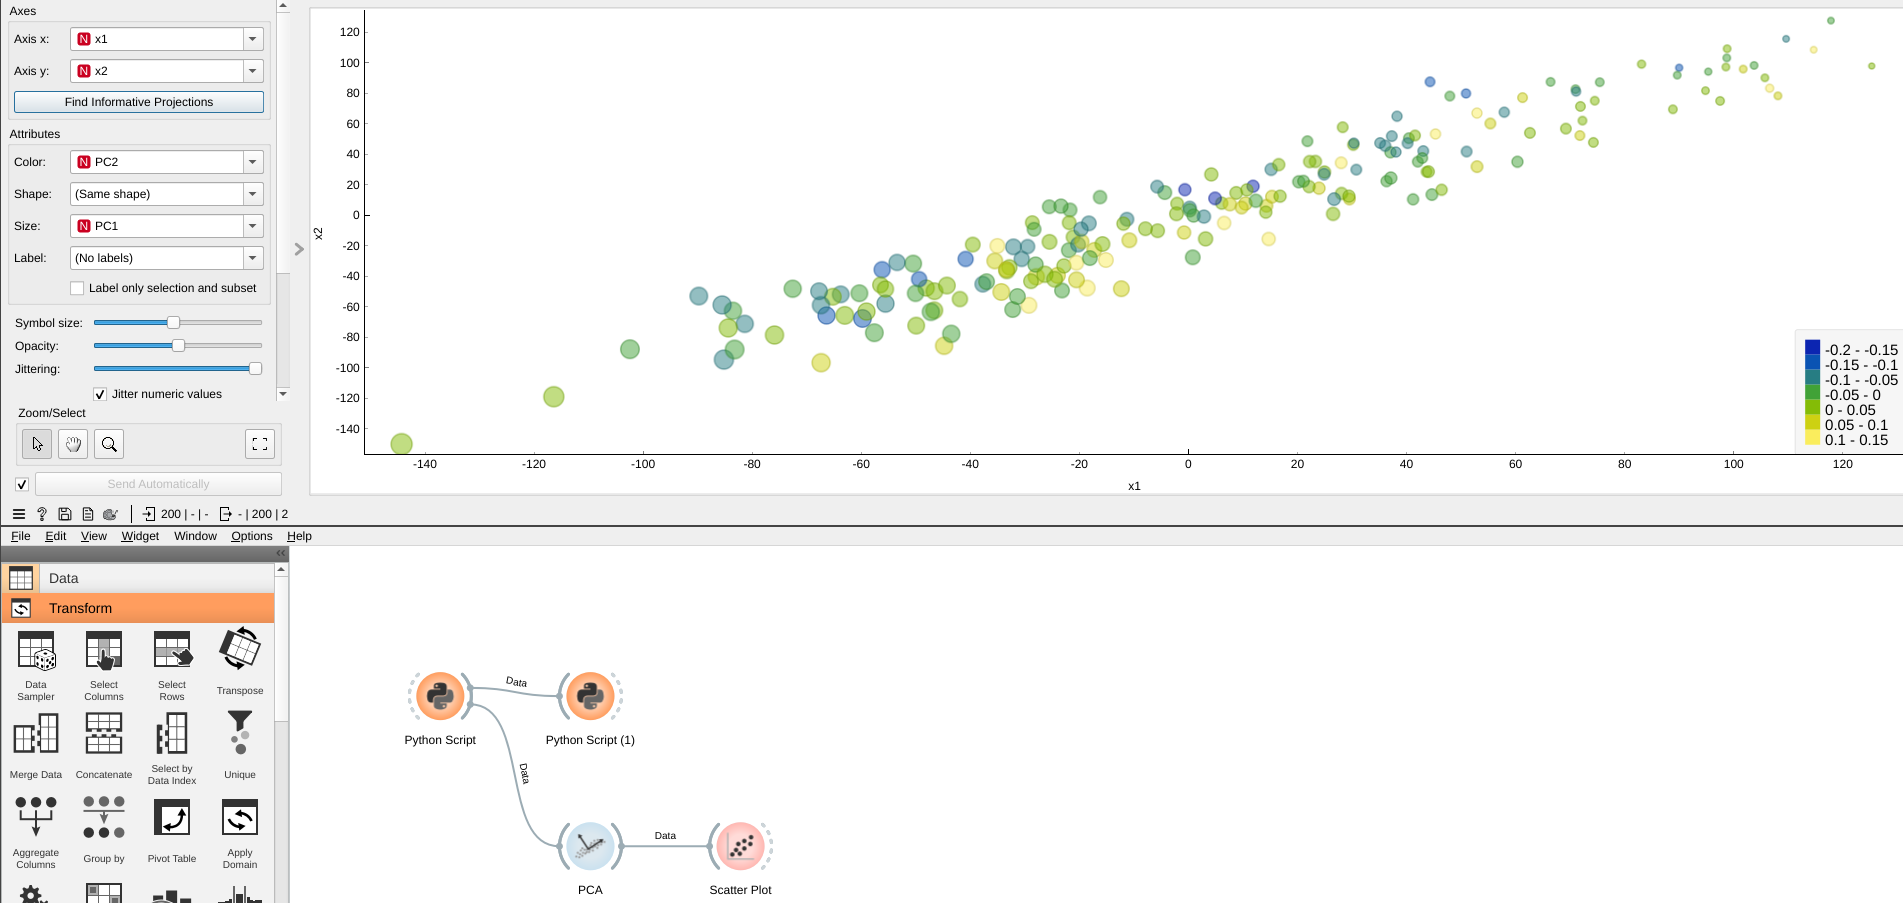 Axes
Axis x: N x1
Axis y: N x2
Find Informative Projections
Attributes
Color: N PC2
Shape: (Same shape)
Size: N PC1
Label: (No labels)
Label only selection and subset
Symbol size:
Opacity:
Jittering:
Jitter numeric values
Zoom/Select
Send Automatically
120
100
80
60
40
20
0
-20
-40
-60
-80
-100
-120
-140
x2
-140 -120 -100 -80 -60 -40 -20 0 20 40 60 80 100 120
x1
-0.2 - -0.15
-0.15 - -0.1
-0.1 - -0.05
-0.05 - 0
0 - 0.05
0.05 - 0.1
0.1 - 0.15
? 200 | - | - - | 200 | 2
File Edit View Widget Window Options Help
Data
Transform
Data Sampler
Select Columns
Select Rows
Transpose
Merge Data
Concatenate
Select by Data Index
Unique
Aggregate Columns
Group by
Pivot Table
Apply Domain
Data
Python Script
Python Script (1)
Data
Data
PCA
Scatter Plot